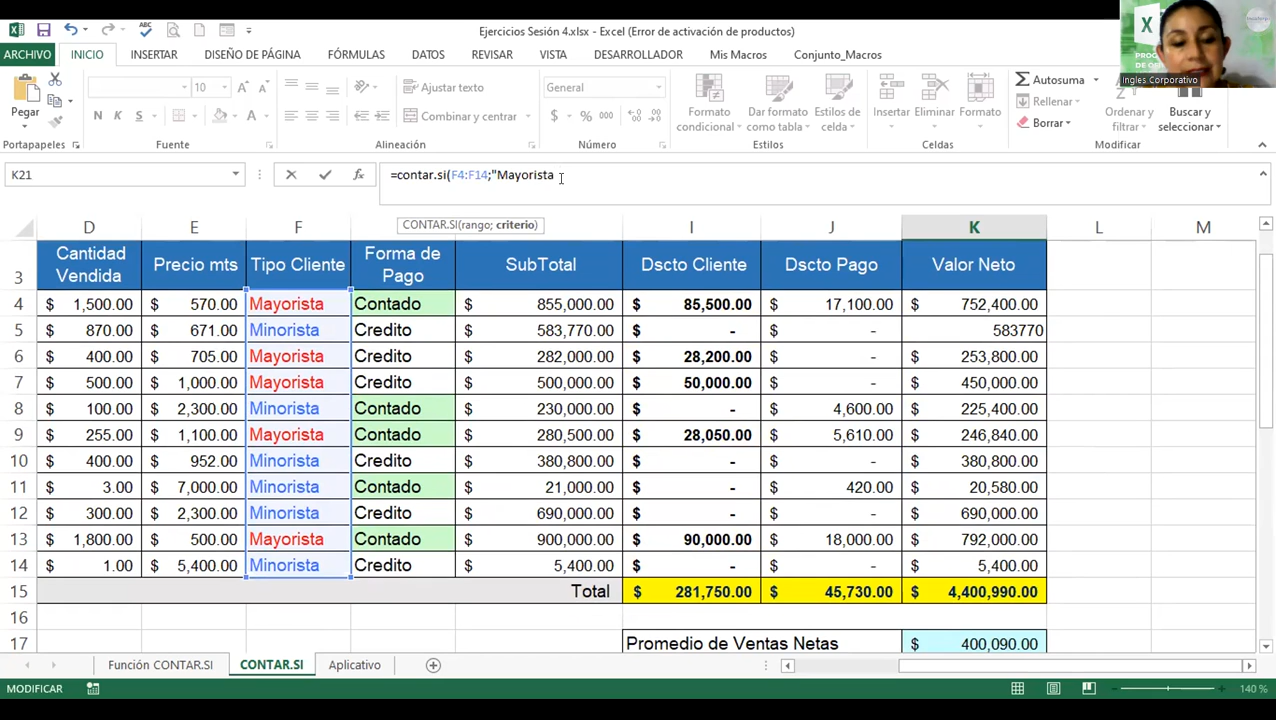 Ejercicios Sesión 4.xlsx - Excel (Error de activación de productos)
ARCHIVO INICIO INSERTAR DISEÑO DE PÁGINA FÓRMULAS DATOS REVISAR VISTA DESARROLLADOR Mis Macros Conjunto_Macros
Ingles Corporativo
Pegar
10
Ajustar texto
General
Combinar y centrar
N K S
$ % 000
Formato condicional
Dar formato como tabla
Estilos de celda
Insertar Eliminar Formato
Autosuma
Rellenar
Borrar
Ordenar y filtrar
Buscar y seleccionar
Portapapeles Fuente Alineación Número Estilos Celdas Modificar
K21 fx =contar.si(F4:F14;"Mayorista
CONTAR.SI(rango; criterio)
D E F I J K L M
3 Cantidad Vendida Precio mts Tipo Cliente Forma de Pago SubTotal Dscto Cliente Dscto Pago Valor Neto
4 $ 1,500.00 $ 570.00 Mayorista Contado $ 855,000.00 $ 85,500.00 $ 17,100.00 $ 752,400.00
5 $ 870.00 $ 671.00 Minorista Credito $ 583,770.00 $ - $ - 583770
6 $ 400.00 $ 705.00 Mayorista Credito $ 282,000.00 $ 28,200.00 $ - $ 253,800.00
7 $ 500.00 $ 1,000.00 Mayorista Credito $ 500,000.00 $ 50,000.00 $ - $ 450,000.00
8 $ 100.00 $ 2,300.00 Minorista Contado $ 230,000.00 $ - $ 4,600.00 $ 225,400.00
9 $ 255.00 $ 1,100.00 Mayorista Contado $ 280,500.00 $ 28,050.00 $ 5,610.00 $ 246,840.00
10 $ 400.00 $ 952.00 Minorista Credito $ 380,800.00 $ - $ - $ 380,800.00
11 $ 3.00 $ 7,000.00 Minorista Contado $ 21,000.00 $ - $ 420.00 $ 20,580.00
12 $ 300.00 $ 2,300.00 Minorista Credito $ 690,000.00 $ - $ - $ 690,000.00
13 $ 1,800.00 $ 500.00 Mayorista Contado $ 900,000.00 $ 90,000.00 $ 18,000.00 $ 792,000.00
14 $ 1.00 $ 5,400.00 Minorista Credito $ 5,400.00 $ - $ - $ 5,400.00
15 Total $ 281,750.00 $ 45,730.00 $ 4,400,990.00
16
17 Promedio de Ventas Netas $ 400,090.00
Función CONTAR.SI CONTAR.SI Aplicativo
MODIFICAR 140 %